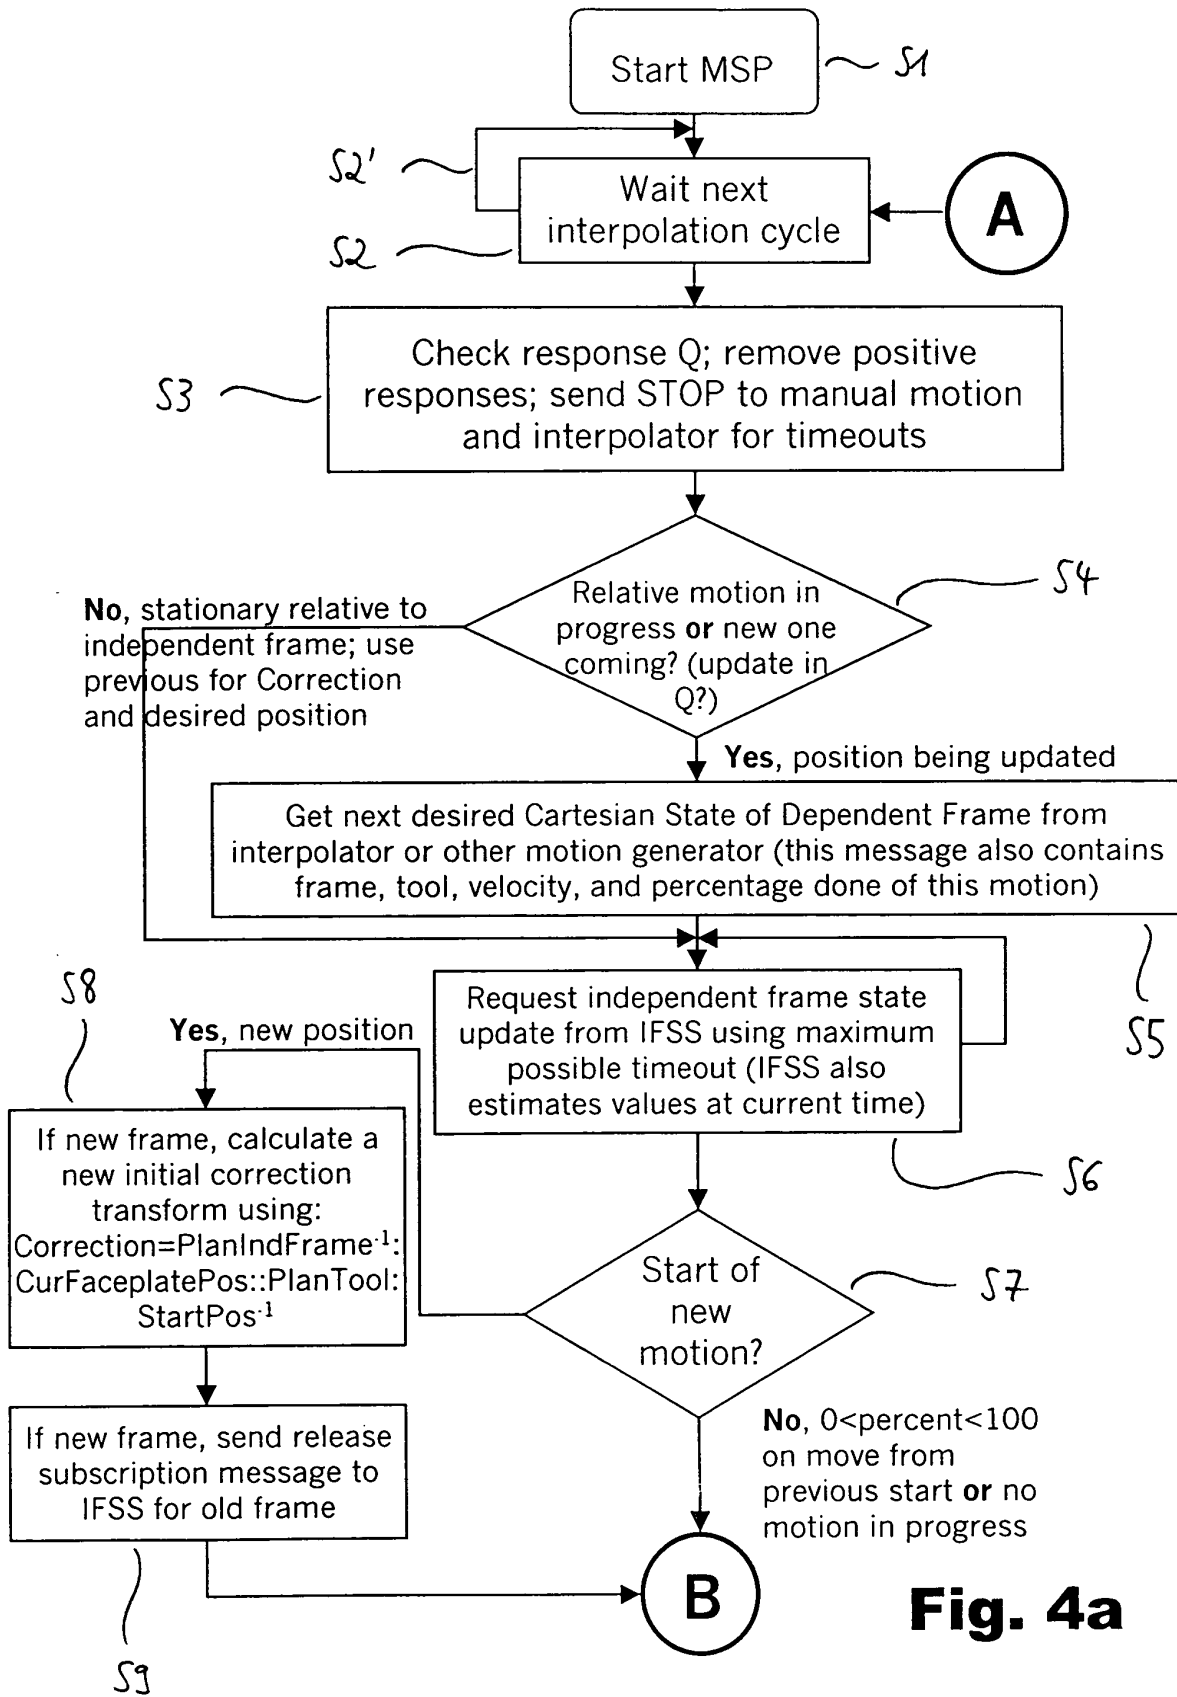 Start MSP
S1
S2'
Wait next
interpolation cycle
A
S2
Check response Q; remove positive
responses; send STOP to manual motion
and interpolator for timeouts
S3
Relative motion in
progress or new one
coming? (update in
Q?)
S4
No, stationary relative to
independent frame; use
previous for Correction
and desired position
Yes, position being updated
Get next desired Cartesian State of Dependent Frame from
interpolator or other motion generator (this message also contains
frame, tool, velocity, and percentage done of this motion)
S5
Request independent frame state
update from IFSS using maximum
possible timeout (IFSS also
estimates values at current time)
S6
S8
Yes, new position
If new frame, calculate a
new initial correction
transform using:
Correction=PlanIndFrame⁻¹:
CurFaceplatePos::PlanTool:
StartPos⁻¹
Start of
new
motion?
S7
If new frame, send release
subscription message to
IFSS for old frame
S9
No, 0<percent<100
on move from
previous start or no
motion in progress
B
Fig. 4a